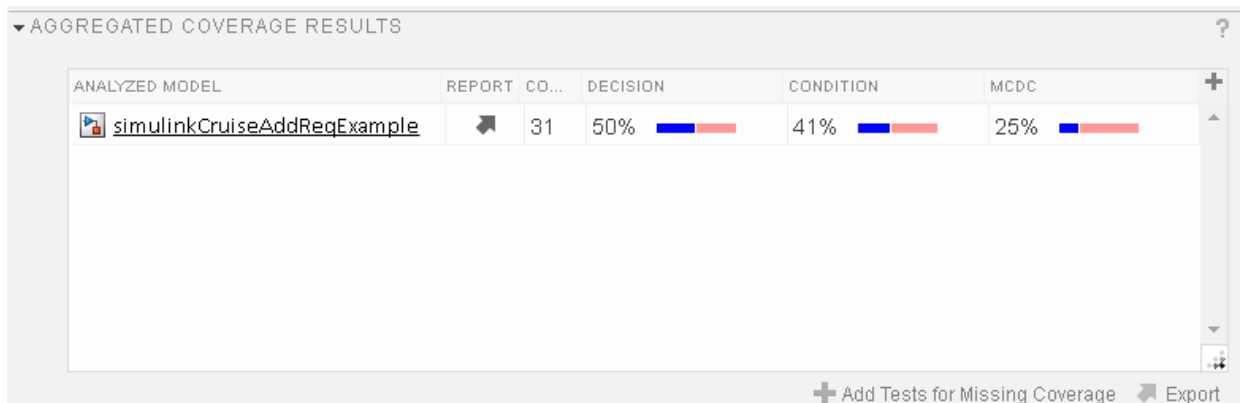 AGGREGATED COVERAGE RESULTS ?
ANALYZED MODEL REPORT CO... DECISION CONDITION MCDC
simulinkCruiseAddReqExample 31 50% 41% 25%
Add Tests for Missing Coverage Export